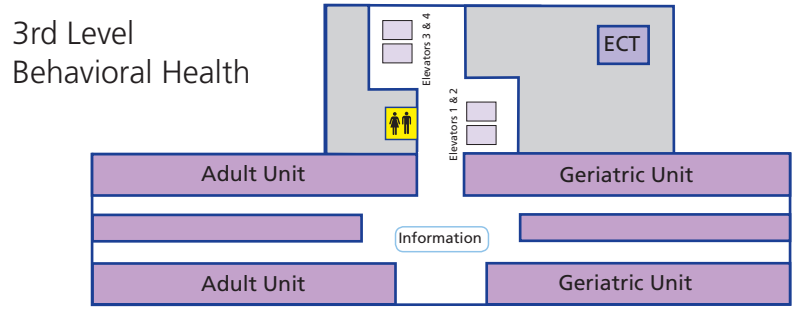 3rd Level
Behavioral Health
Elevators 3 & 4
ECT
Elevators 1 & 2
Adult Unit
Geriatric Unit
Information
Adult Unit
Geriatric Unit